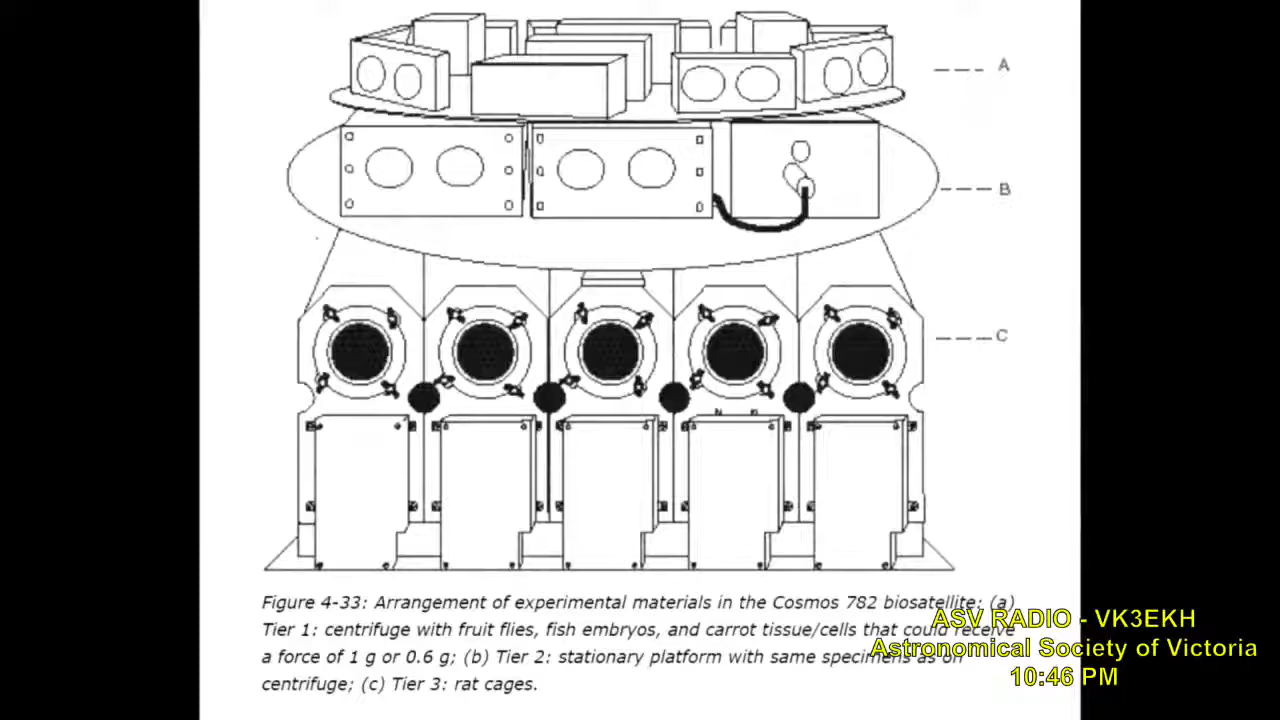 A
B
C
Figure 4-33: Arrangement of experimental materials in the Cosmos 782 biosatellite; (a)
Tier 1: centrifuge with fruit flies, fish embryos, and carrot tissue/cells that could receive
a force of 1 g or 0.6 g; (b) Tier 2: stationary platform with same specimens as on
centrifuge; (c) Tier 3: rat cages.
ASV RADIO - VK3EKH
Astronomical Society of Victoria
10:46 PM